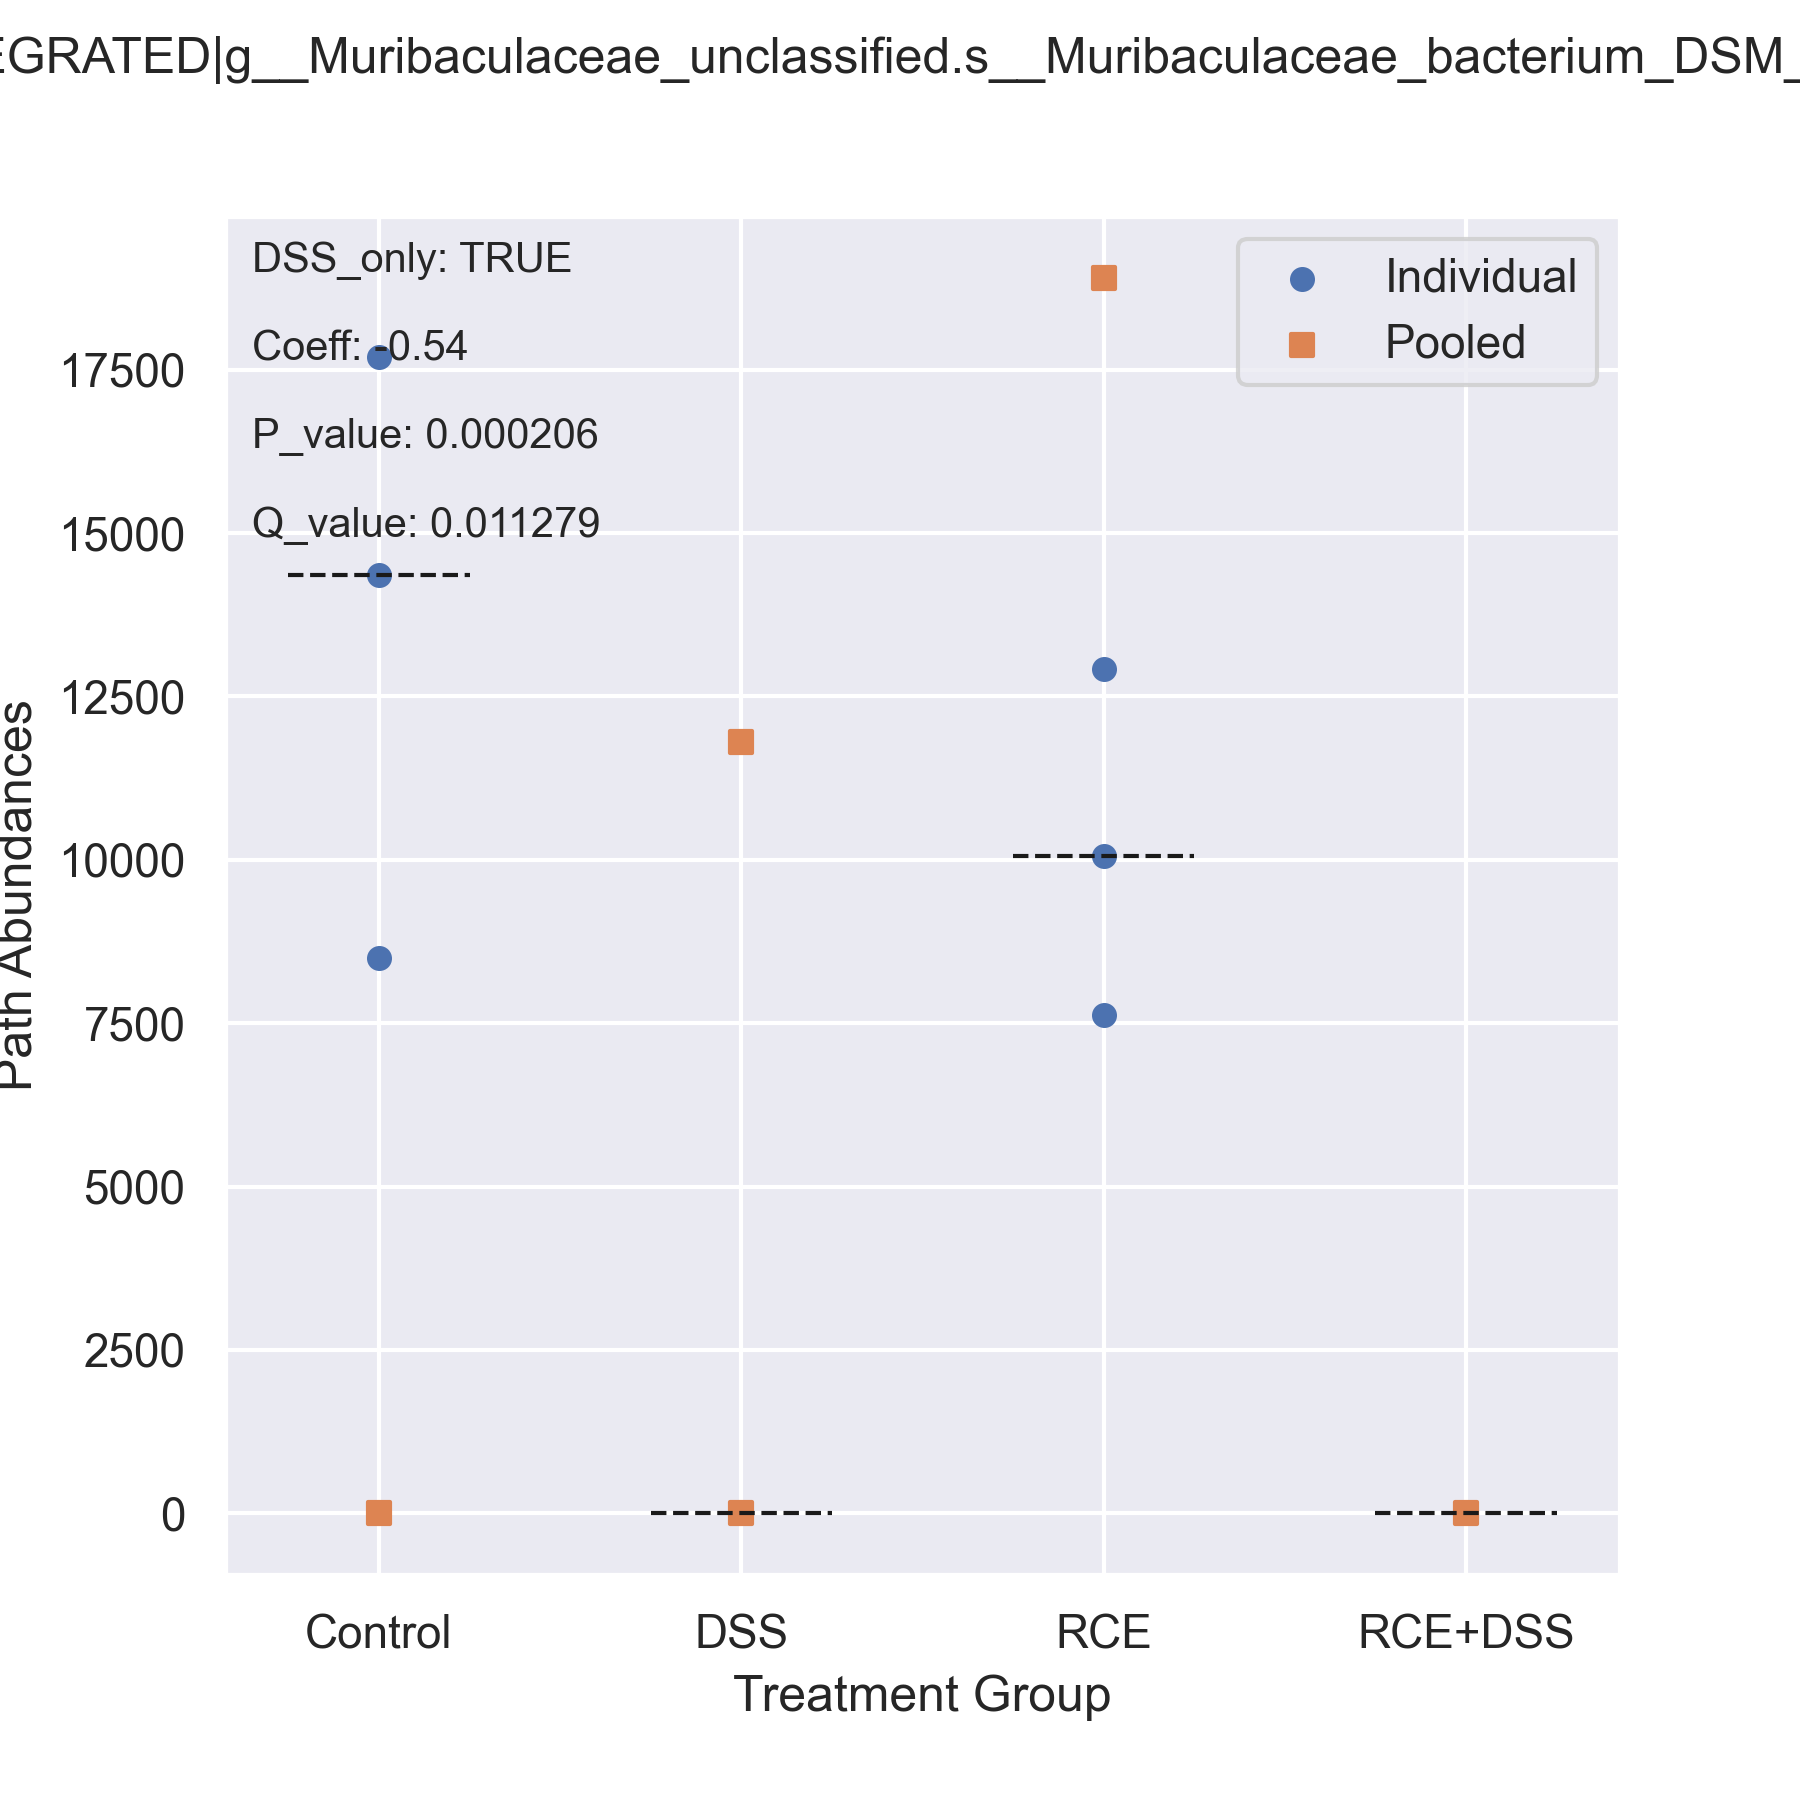 EGRATED|g__Muribaculaceae_unclassified.s__Muribaculaceae_bacterium_DSM_
DSS_only: TRUE
Coeff: -0.54
P_value: 0.000206
Q_value: 0.011279
Individual
Pooled
Path Abundances
17500
15000
12500
10000
7500
5000
2500
0
Control
DSS
RCE
RCE+DSS
Treatment Group